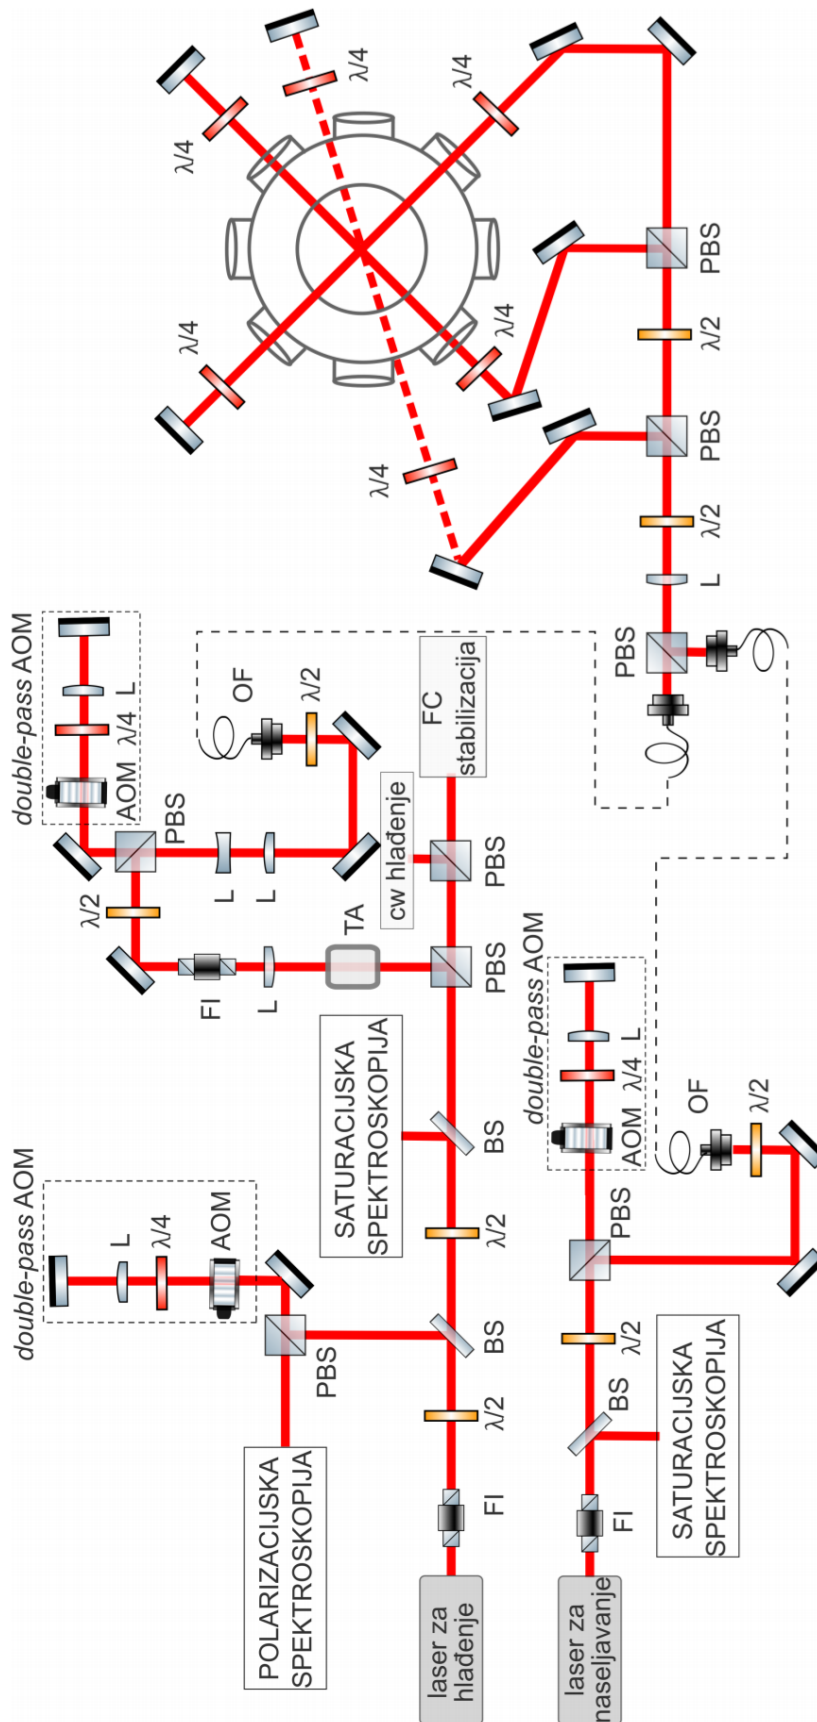 λ/4
λ/4
λ/4
λ/4
λ/4
λ/4
PBS
λ/2
PBS
λ/2
L
PBS
double-pass AOM
L
λ/4
AOM
PBS
λ/2
OF
λ/2
L
L
FI
L
TA
FC
stabilizacija
cw hlađenje
PBS
PBS
SATURACIJSKA
SPEKTROSKOPIJA
BS
λ/2
double-pass AOM
L
λ/4
AOM
PBS
BS
λ/2
POLARIZACIJSKA
SPEKTROSKOPIJA
FI
laser za
hlađenje
double-pass AOM
L
λ/4
AOM
OF
λ/2
PBS
λ/2
BS
SATURACIJSKA
SPEKTROSKOPIJA
FI
laser za
naseljavanje